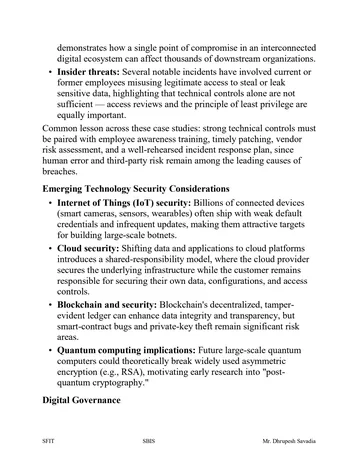 demonstrates how a single point of compromise in an interconnected
digital ecosystem can affect thousands of downstream organizations.
• Insider threats: Several notable incidents have involved current or
former employees misusing legitimate access to steal or leak
sensitive data, highlighting that technical controls alone are not
sufficient — access reviews and the principle of least privilege are
equally important.
Common lesson across these case studies: strong technical controls must
be paired with employee awareness training, timely patching, vendor
risk assessment, and a well-rehearsed incident response plan, since
human error and third-party risk remain among the leading causes of
breaches.
Emerging Technology Security Considerations
• Internet of Things (IoT) security: Billions of connected devices
(smart cameras, sensors, wearables) often ship with weak default
credentials and infrequent updates, making them attractive targets
for building large-scale botnets.
• Cloud security: Shifting data and applications to cloud platforms
introduces a shared-responsibility model, where the cloud provider
secures the underlying infrastructure while the customer remains
responsible for securing their own data, configurations, and access
controls.
• Blockchain and security: Blockchain's decentralized, tamper-
evident ledger can enhance data integrity and transparency, but
smart-contract bugs and private-key theft remain significant risk
areas.
• Quantum computing implications: Future large-scale quantum
computers could theoretically break widely used asymmetric
encryption (e.g., RSA), motivating early research into "post-
quantum cryptography."
Digital Governance
SFIT SBIS Mr. Dhrupesh Savadia